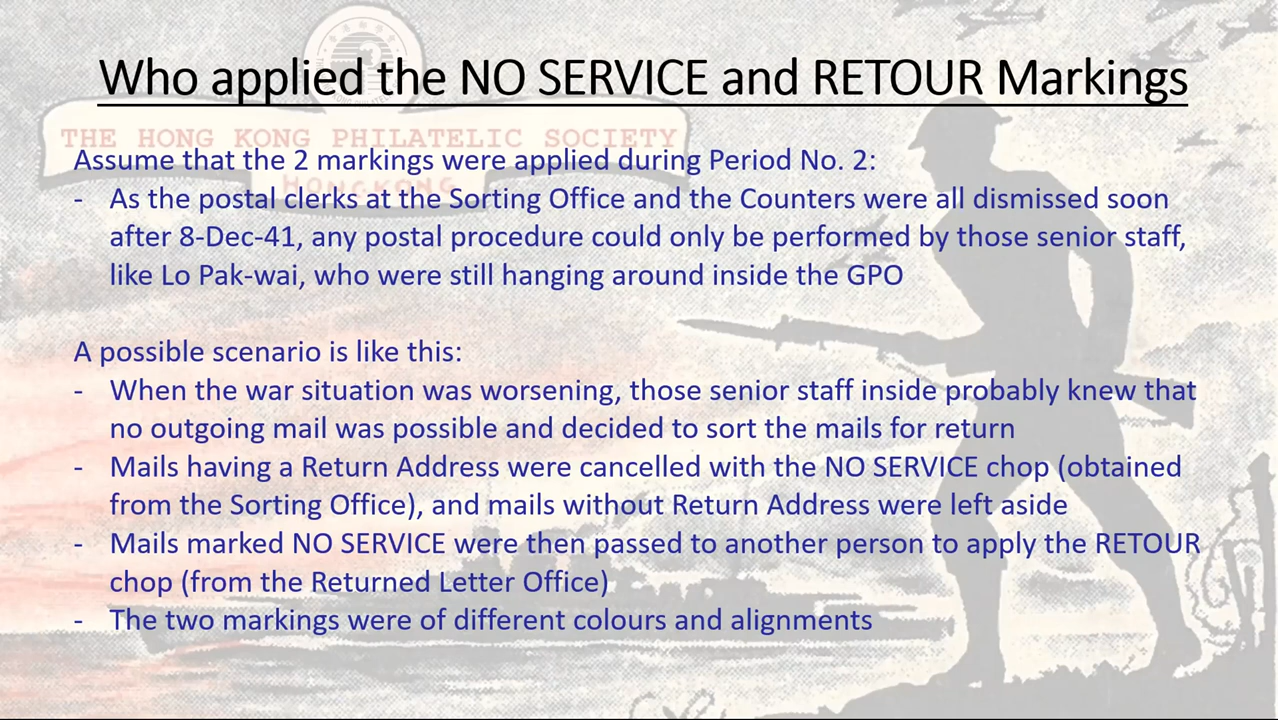 Who applied the NO SERVICE and RETOUR Markings
THE HONG KONG PHILATELIC SOCIETY
HONGKONG
Assume that the 2 markings were applied during Period No. 2:
- As the postal clerks at the Sorting Office and the Counters were all dismissed soon
after 8-Dec-41, any postal procedure could only be performed by those senior staff,
like Lo Pak-wai, who were still hanging around inside the GPO
A possible scenario is like this:
- When the war situation was worsening, those senior staff inside probably knew that
no outgoing mail was possible and decided to sort the mails for return
- Mails having a Return Address were cancelled with the NO SERVICE chop (obtained
from the Sorting Office), and mails without Return Address were left aside
- Mails marked NO SERVICE were then passed to another person to apply the RETOUR
chop (from the Returned Letter Office)
- The two markings were of different colours and alignments